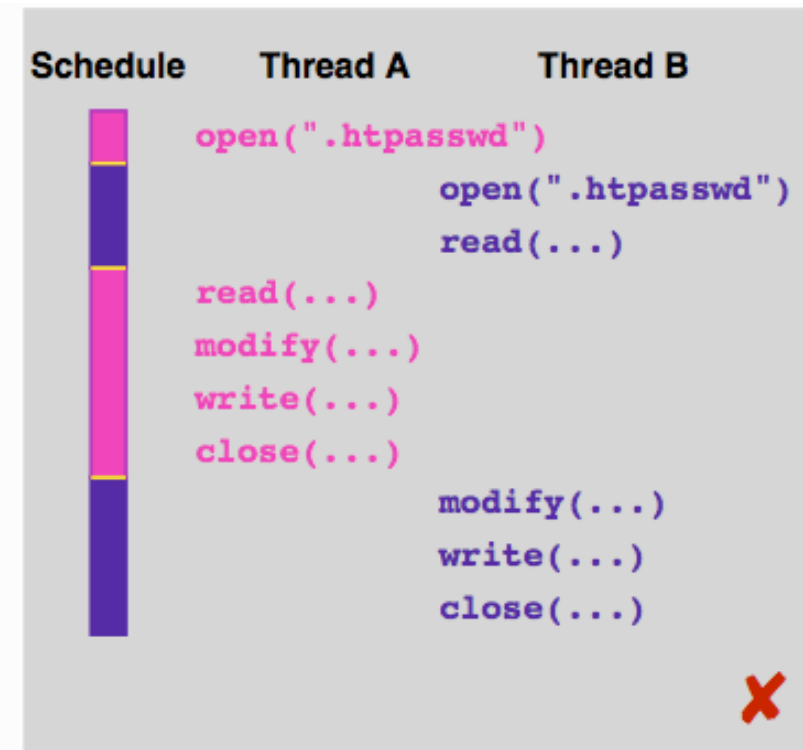 Schedule Thread A Thread B
open(".htpasswd")
open(".htpasswd")
read(...)
read(...)
modify(...)
write(...)
close(...)
modify(...)
write(...)
close(...)
✘